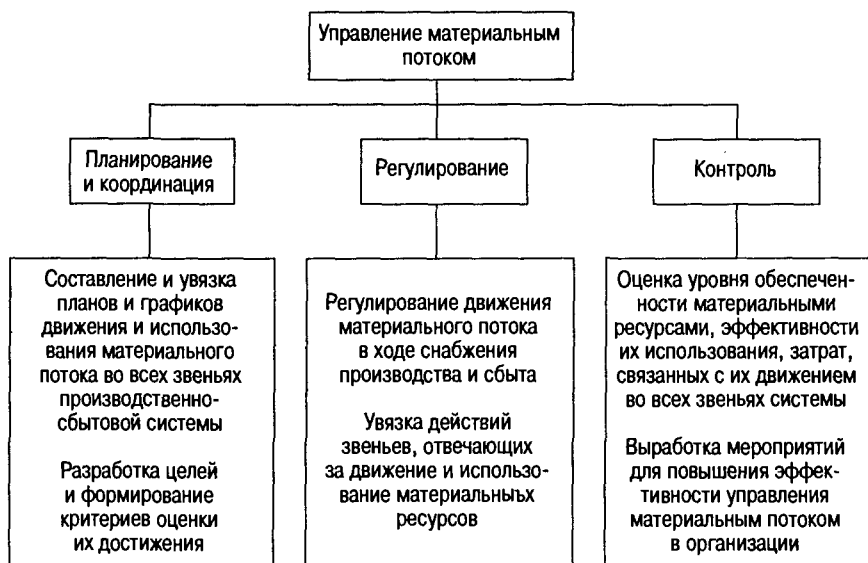 Управление материальным
потоком
Планирование
и координация
Регулирование
Контроль
Составление и увязка
планов и графиков
движения и использо-
вания материального
потока во всех звеньях
производственно-
сбытовой системы
Разработка целей
и формирование
критериев оценки
их достижения
Регулирование движения
материального потока
в ходе снабжения
производства и сбыта
Увязка действий
звеньев, отвечающих
за движение и использо-
вание материальныъх
ресурсов
Оценка уровня обеспечен-
ности материальными
ресурсами, эффективности
их использования, затрат,
связанных с их движением
во всех звеньях системы
Выработка мероприятий
для повышения эффек-
тивности управления
материальным потоком
в организации